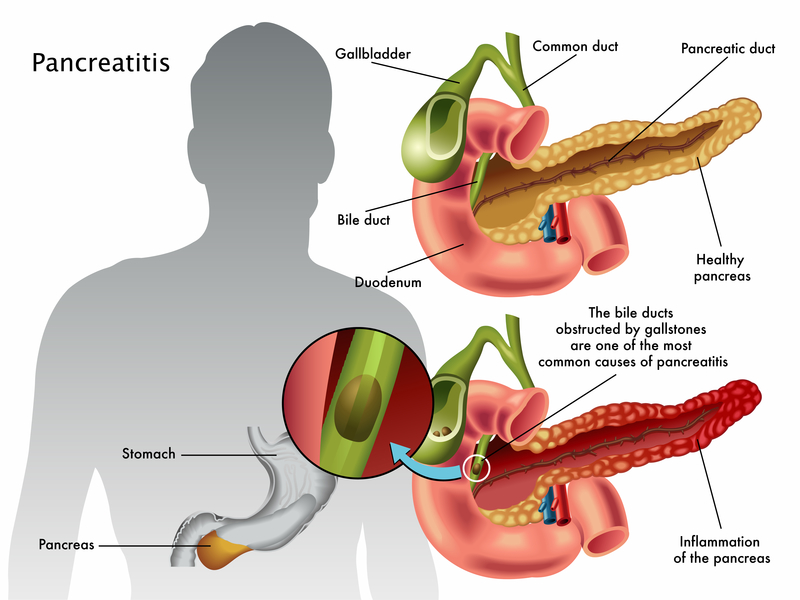 Pancreatitis
Gallbladder
Common duct
Pancreatic duct
Bile duct
Duodenum
Healthy
pancreas
The bile ducts
obstructed by gallstones
are one of the most
common causes of pancreatitis
Stomach
Pancreas
Inflammation
of the pancreas